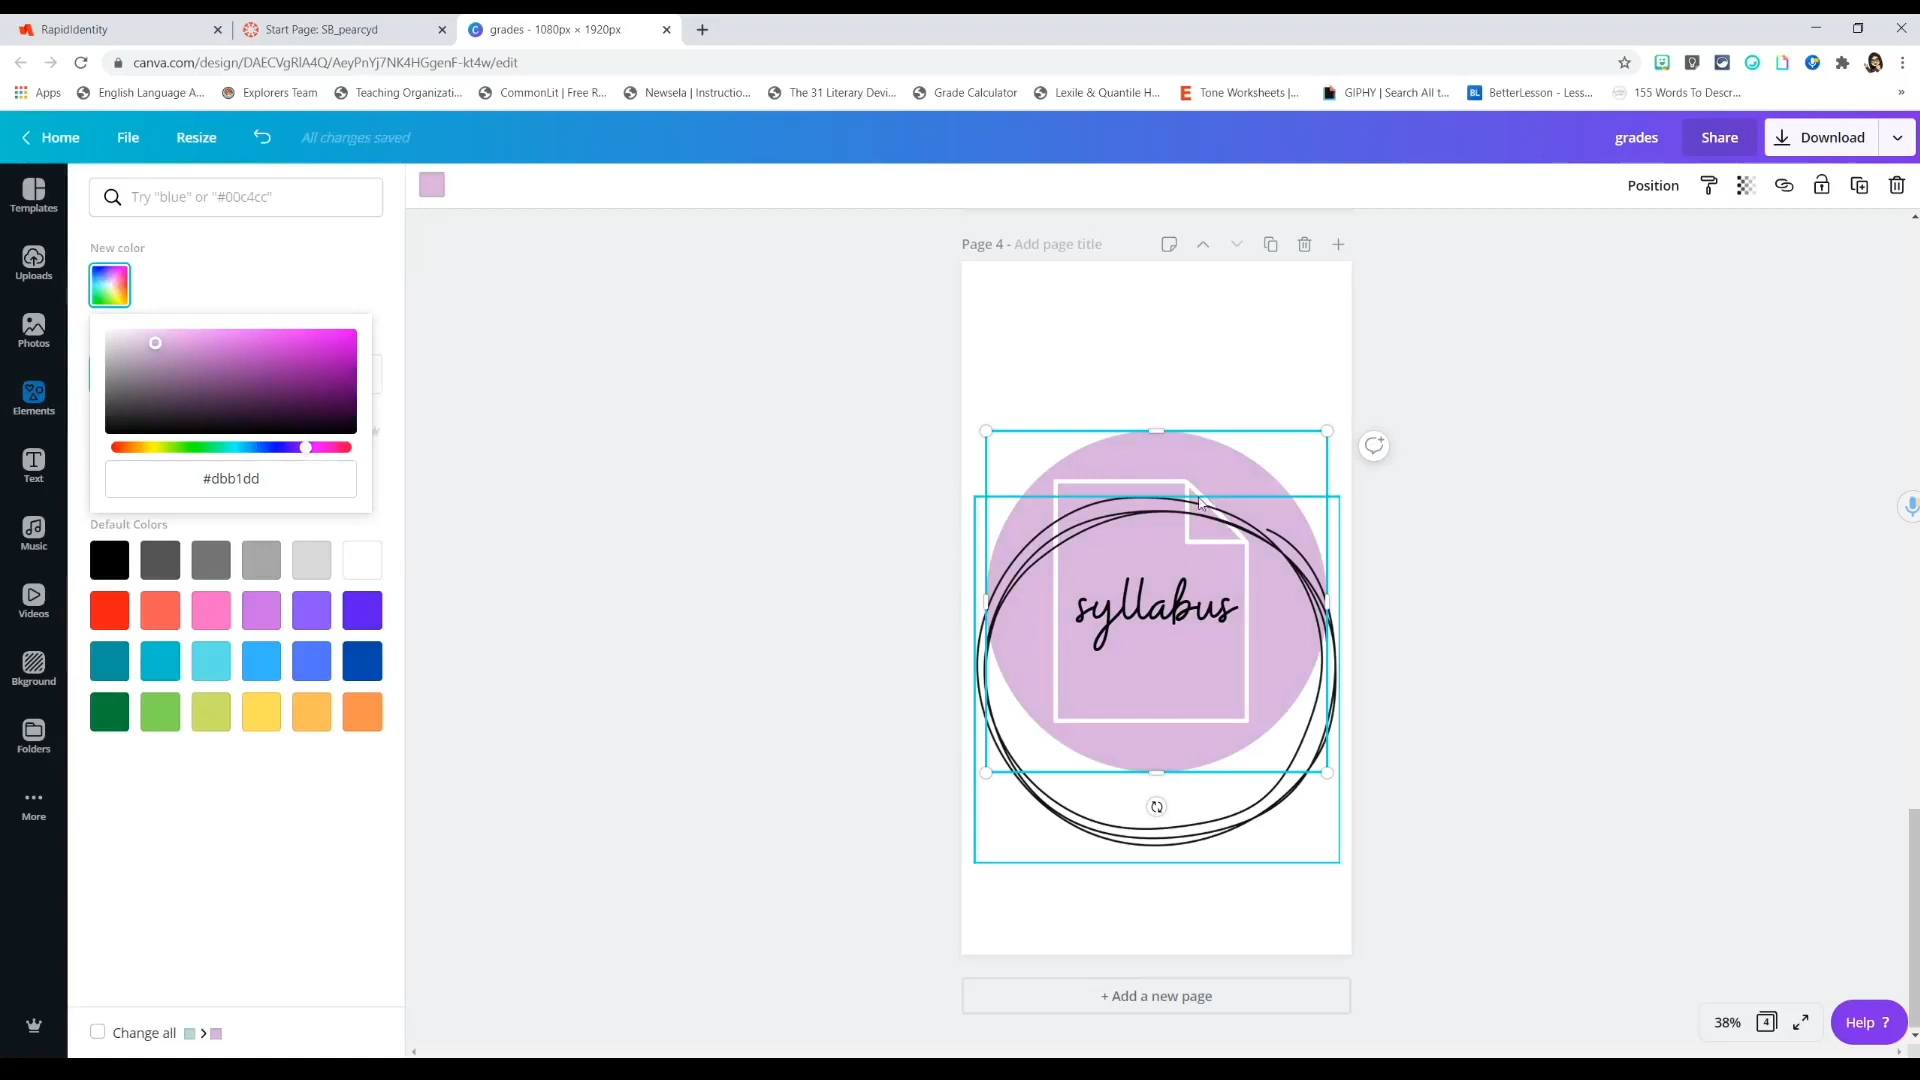 RapidIdentity
Start Page: SB_pearcyd
grades - 1080px × 1920px
canva.com/design/DAECVgRlA4Q/AeyPnYj7NK4HGgenF-kt4w/edit
Apps
English Language A...
Explorers Team
Teaching Organizati...
CommonLit | Free R...
Newsela | Instructio...
The 31 Literary Devi...
Grade Calculator
Lexile & Quantile H...
E Tone Worksheets |...
GIPHY | Search All t...
BL BetterLesson - Less...
155 Words To Descr...
Home
File
Resize
All changes saved
grades
Share
Download
Templates
Uploads
Photos
Elements
Text
Music
Videos
Bkground
Folders
More
Try "blue" or "#00c4cc"
New color
#dbb1dd
Default Colors
Change all
Position
Page 4 - Add page title
syllabus
+ Add a new page
38%
4
Help ?